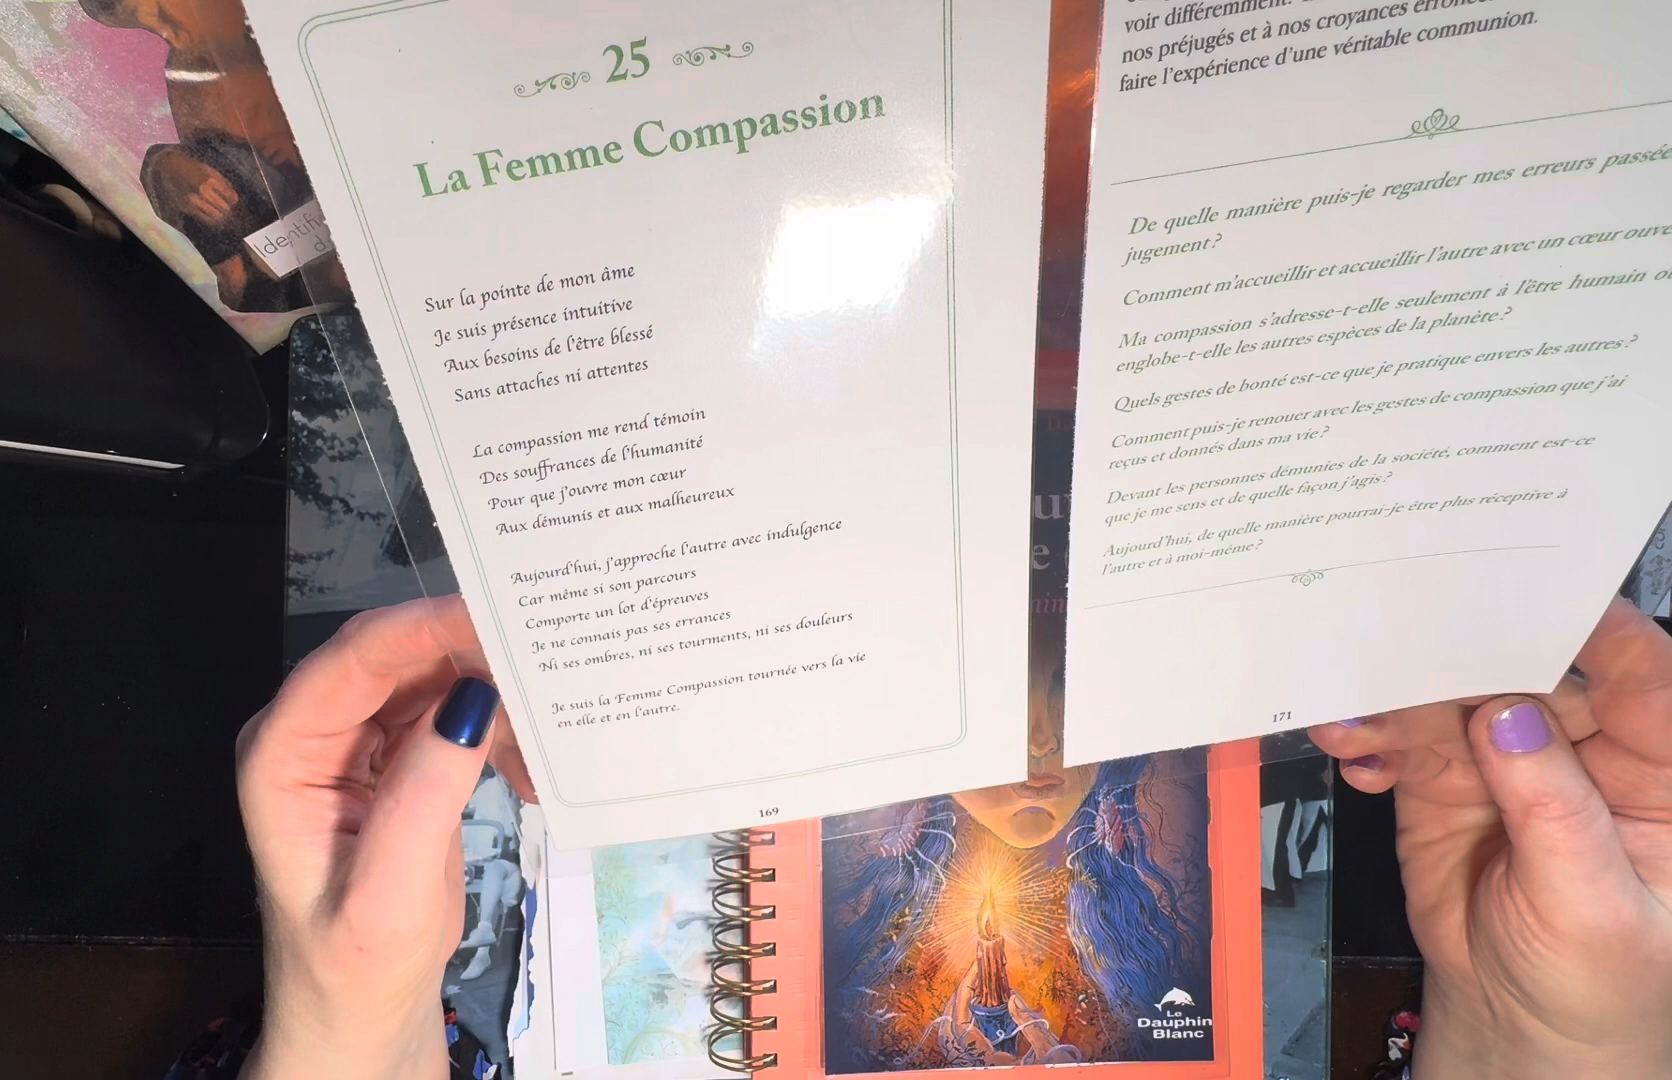 25
La Femme Compassion
Sur la pointe de mon âme
Je suis présence intuitive
Aux besoins de l'être blessé
Sans attaches ni attentes
La compassion me rend témoin
Des souffrances de l'humanité
Pour que j'ouvre mon cœur
Aux démunis et aux malheureux
Aujourd'hui, j'approche l'autre avec indulgence
Car même si son parcours
Comporte un lot d'épreuves
Je ne connais pas ses errances
Ni ses ombres, ni ses tourments, ni ses douleurs
Je suis la Femme Compassion tournée vers la vie
en elle et en l'autre.
169
voir différemment.
nos préjugés et à nos croyances
faire l'expérience d'une véritable communion.
De quelle manière puis-je regarder mes erreurs
jugement?
Comment m'accueillir et accueillir l'autre avec un cœur
Ma compassion s'adresse-t-elle seulement à l'être humain
englobe-t-elle les autres espèces de la planète?
Quels gestes de bonté est-ce que je pratique envers les autres?
Comment puis-je renouer avec les gestes de compassion que j'ai
reçus et donnés dans ma vie?
Devant les personnes démunies de la société, comment est-ce
que je me sens et de quelle façon j'agis?
Aujourd'hui, de quelle manière pourrai-je être plus réceptive à
l'autre et à moi-même?
171
Le
Dauphin
Blanc